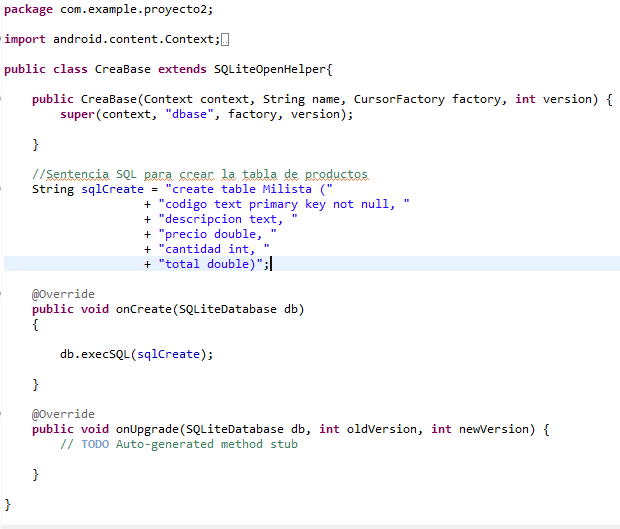 package com.example.proyecto2;
import android.content.Context;
public class CreaBase extends SQLiteOpenHelper{
public CreaBase(Context context, String name, CursorFactory factory, int version) {
super(context, "dbase", factory, version);
}
//Sentencia SQL para crear la tabla de productos
String sqlCreate = "create table Milista ("
+ "codigo text primary key not null, "
+ "descripcion text, "
+ "precio double, "
+ "cantidad int, "
+ "total double)";
@Override
public void onCreate(SQLiteDatabase db)
{
db.execSQL(sqlCreate);
}
@Override
public void onUpgrade(SQLiteDatabase db, int oldVersion, int newVersion) {
// TODO Auto-generated method stub
}
}